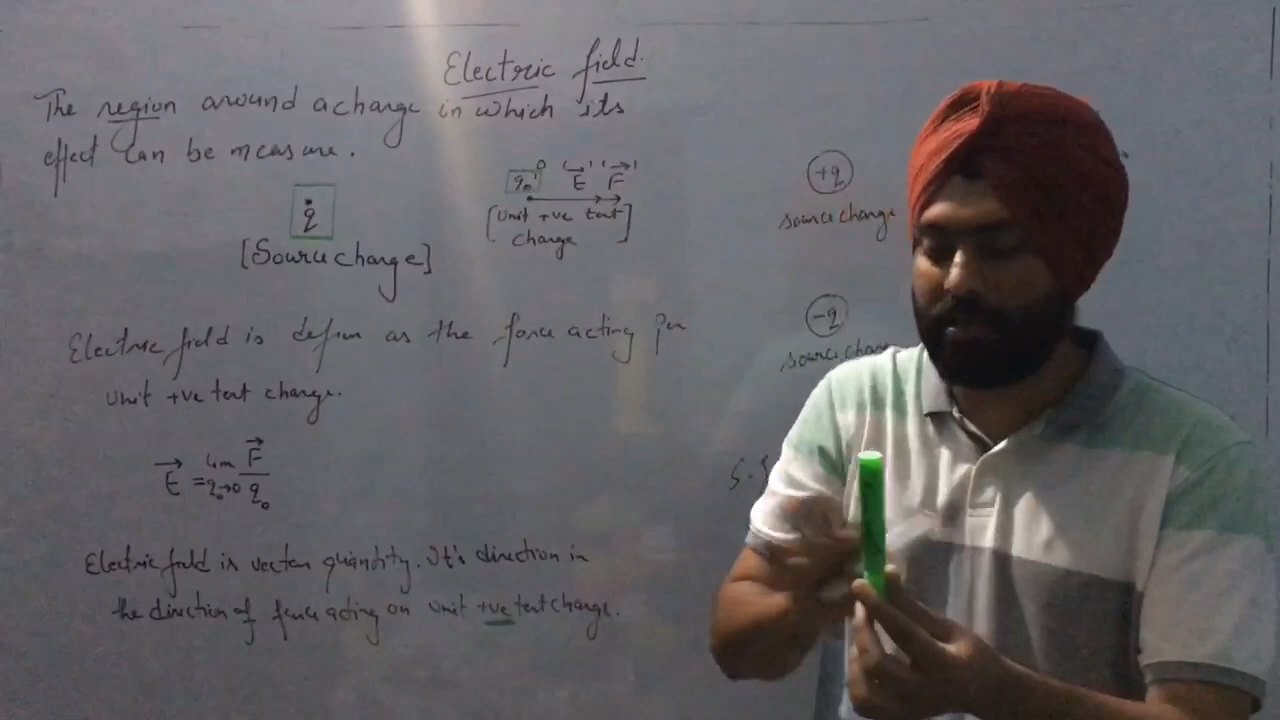 Electric field.
The region around a charge in which its
effect can be measure.
q
[Source charge]
q₀ 0 'E⃗' 'F⃗'
[Unit +ve test
charge]
+q
source charge
-q
source char
Electric field is define as the force acting per
unit +ve test charge.
E⃗ = lim q₀→0 F⃗/q₀
S.I
Electric field is vector quantity. It's direction in
the direction of force acting on unit +ve test charge.